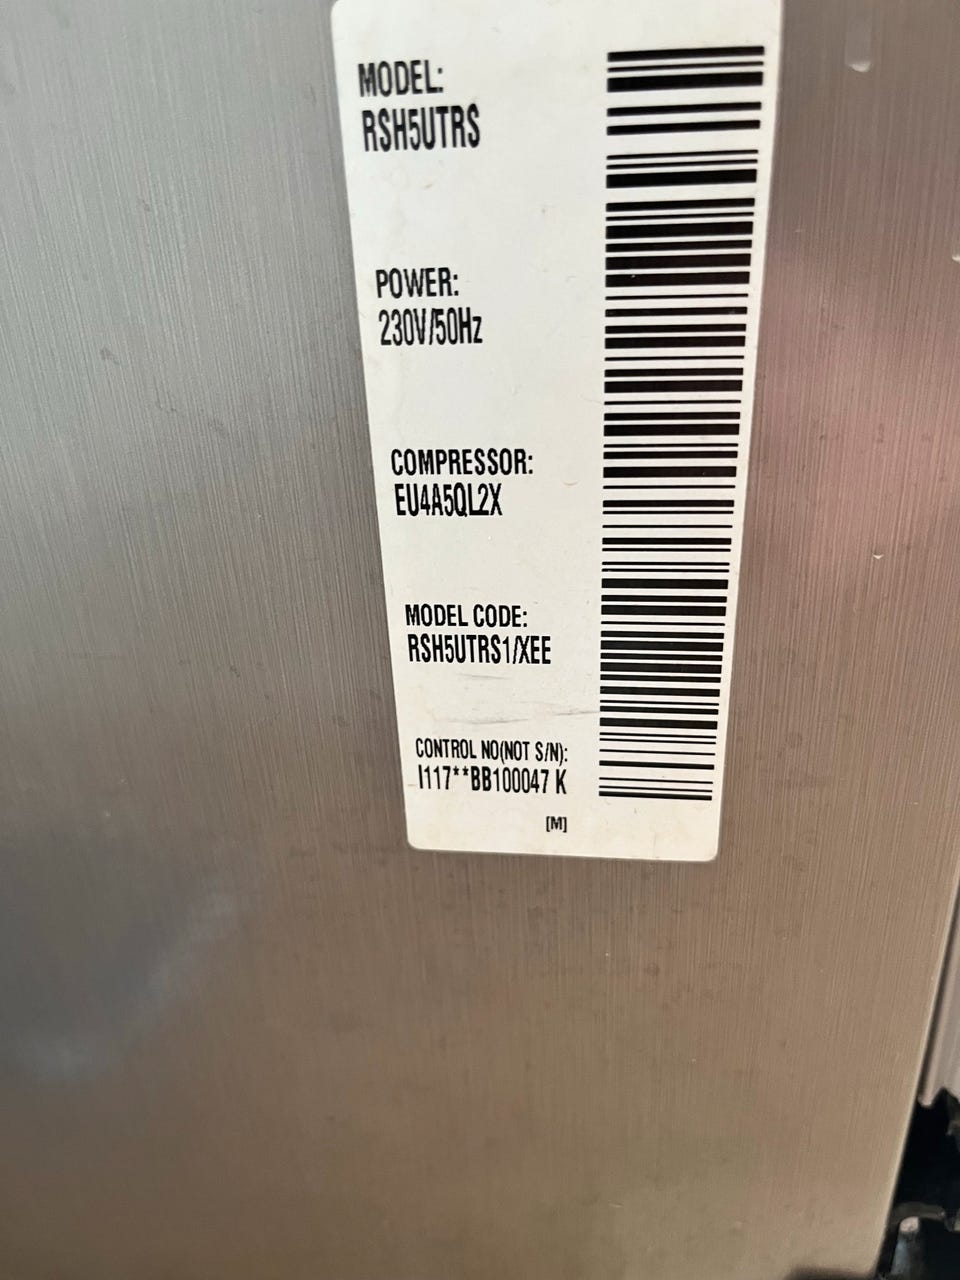 MODEL:
RSH5UTRS
POWER:
230V/50Hz
COMPRESSOR:
EU4A5QL2X
MODEL CODE:
RSH5UTRS1/XEE
CONTROL NO(NOT S/N):
I117**BB100047 K
[M]